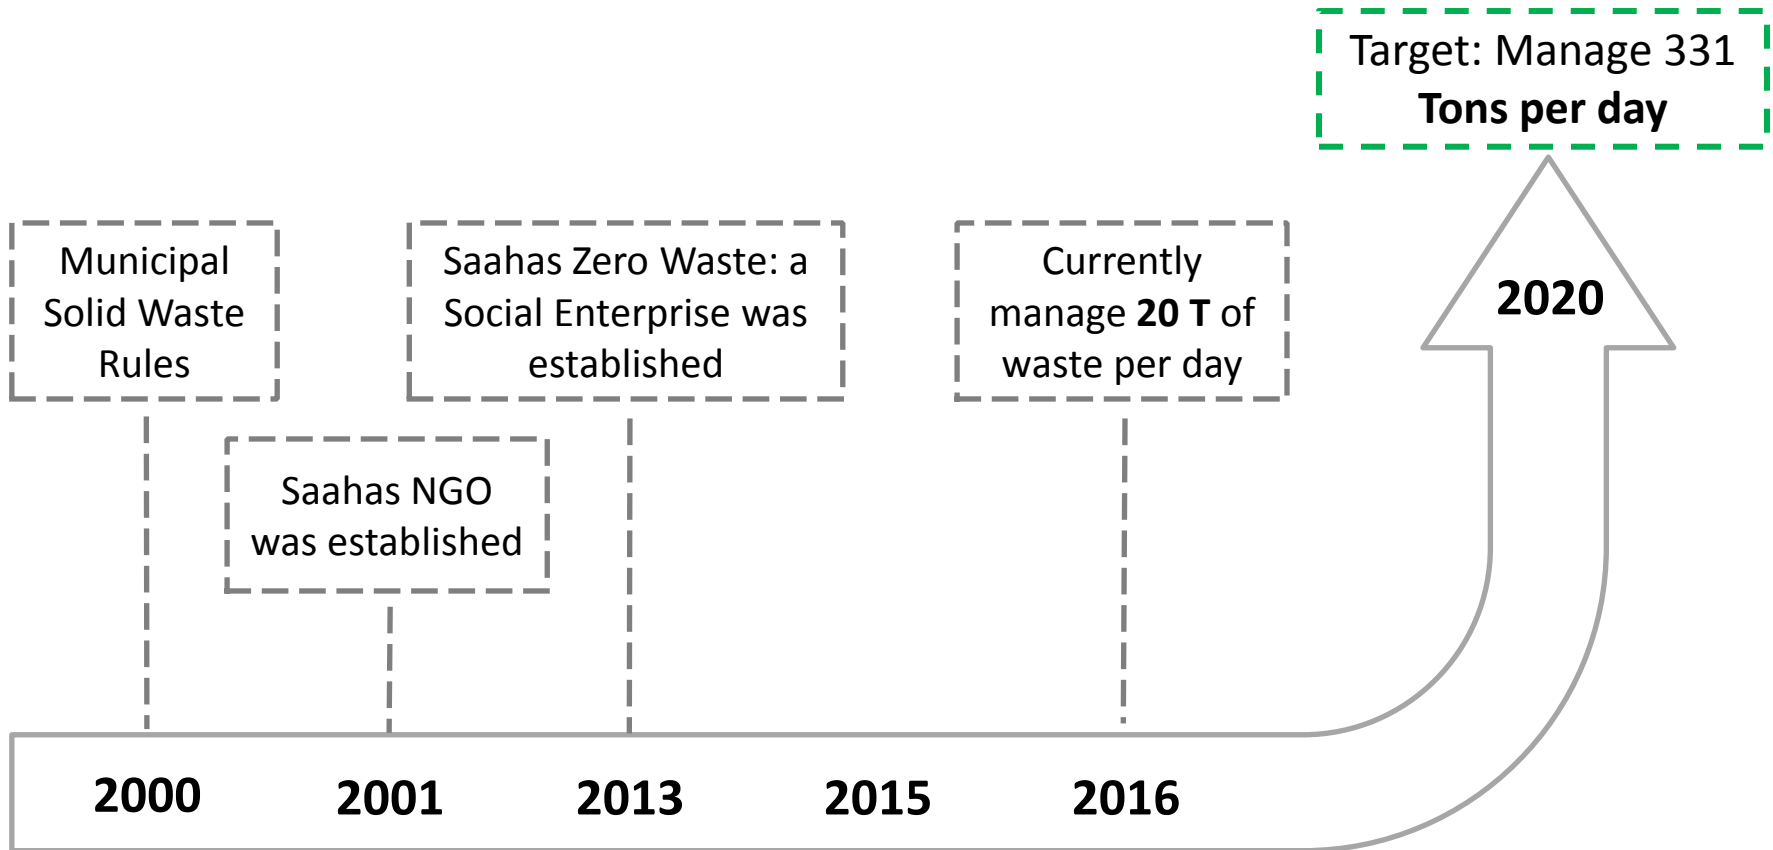 Target: Manage 331
Tons per day
Municipal
Solid Waste
Rules
Saahas Zero Waste: a
Social Enterprise was
established
Currently
manage 20 T of
waste per day
2020
Saahas NGO
was established
2000
2001
2013
2015
2016